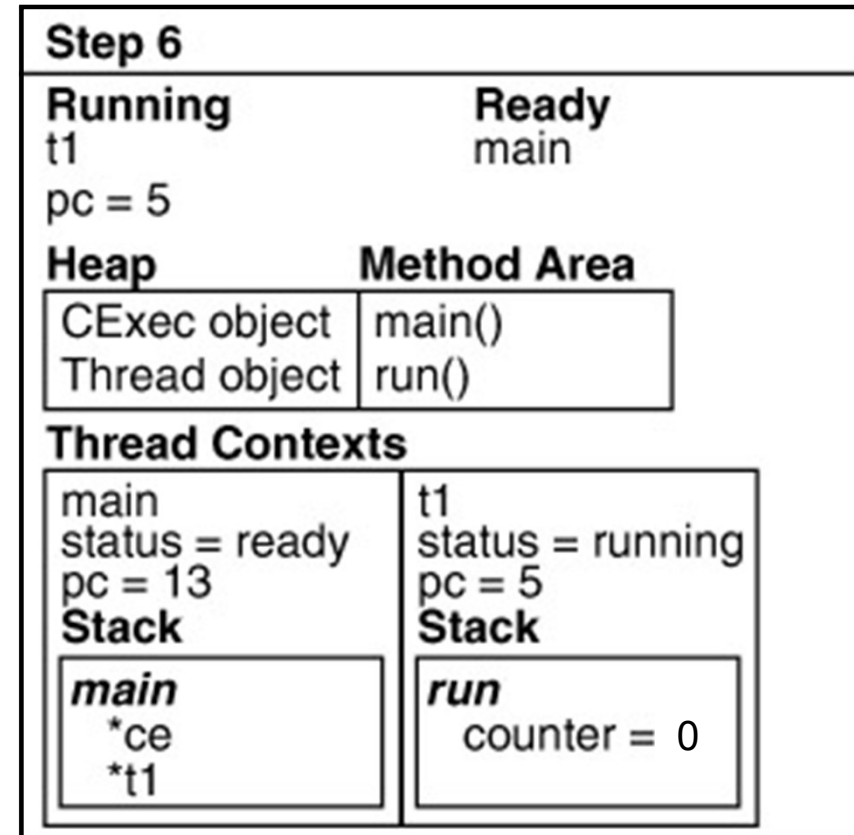 Step 6
Running Ready
t1 main
pc = 5
Heap Method Area
CExec object main()
Thread object run()
Thread Contexts
main t1
status = ready status = running
pc = 13 pc = 5
Stack Stack
main run
*ce counter = 0
*t1